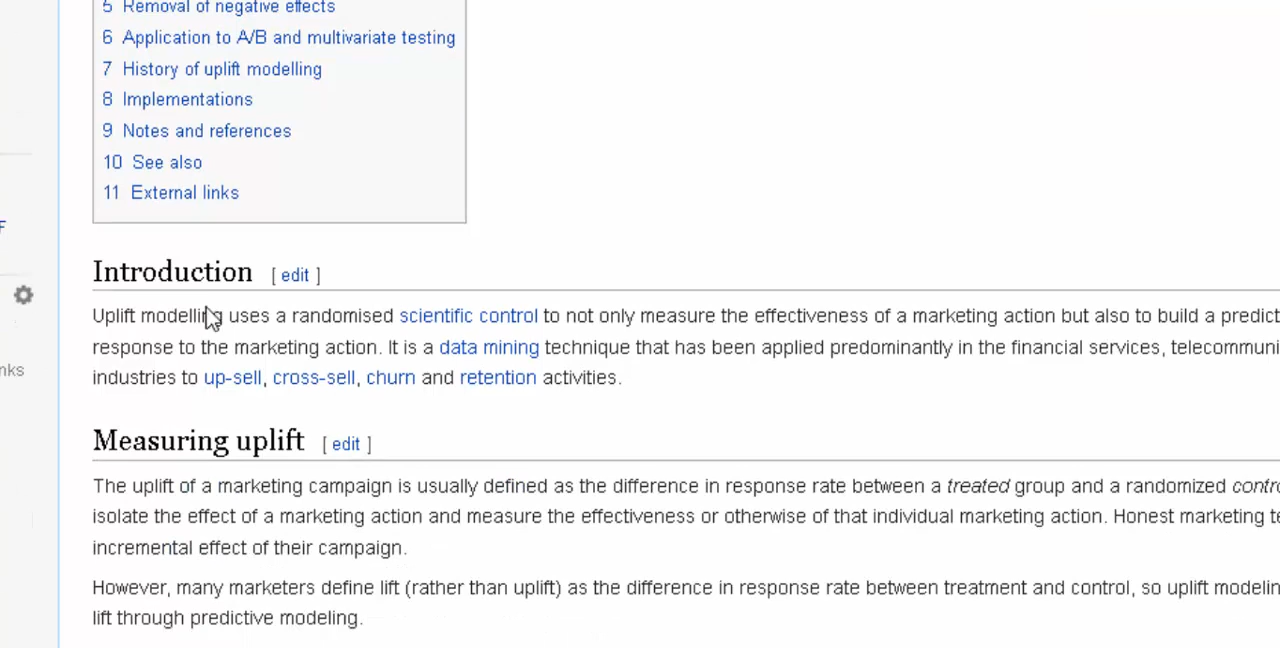 5 Removal of negative effects
6 Application to A/B and multivariate testing
7 History of uplift modelling
8 Implementations
9 Notes and references
10 See also
11 External links
Introduction [ edit ]
Uplift modelling uses a randomised scientific control to not only measure the effectiveness of a marketing action but also to build a predict
response to the marketing action. It is a data mining technique that has been applied predominantly in the financial services, telecommuni
nks
industries to up-sell, cross-sell, churn and retention activities.
Measuring uplift [ edit ]
The uplift of a marketing campaign is usually defined as the difference in response rate between a treated group and a randomized contro
isolate the effect of a marketing action and measure the effectiveness or otherwise of that individual marketing action. Honest marketing te
incremental effect of their campaign.
However, many marketers define lift (rather than uplift) as the difference in response rate between treatment and control, so uplift modelin
lift through predictive modeling.